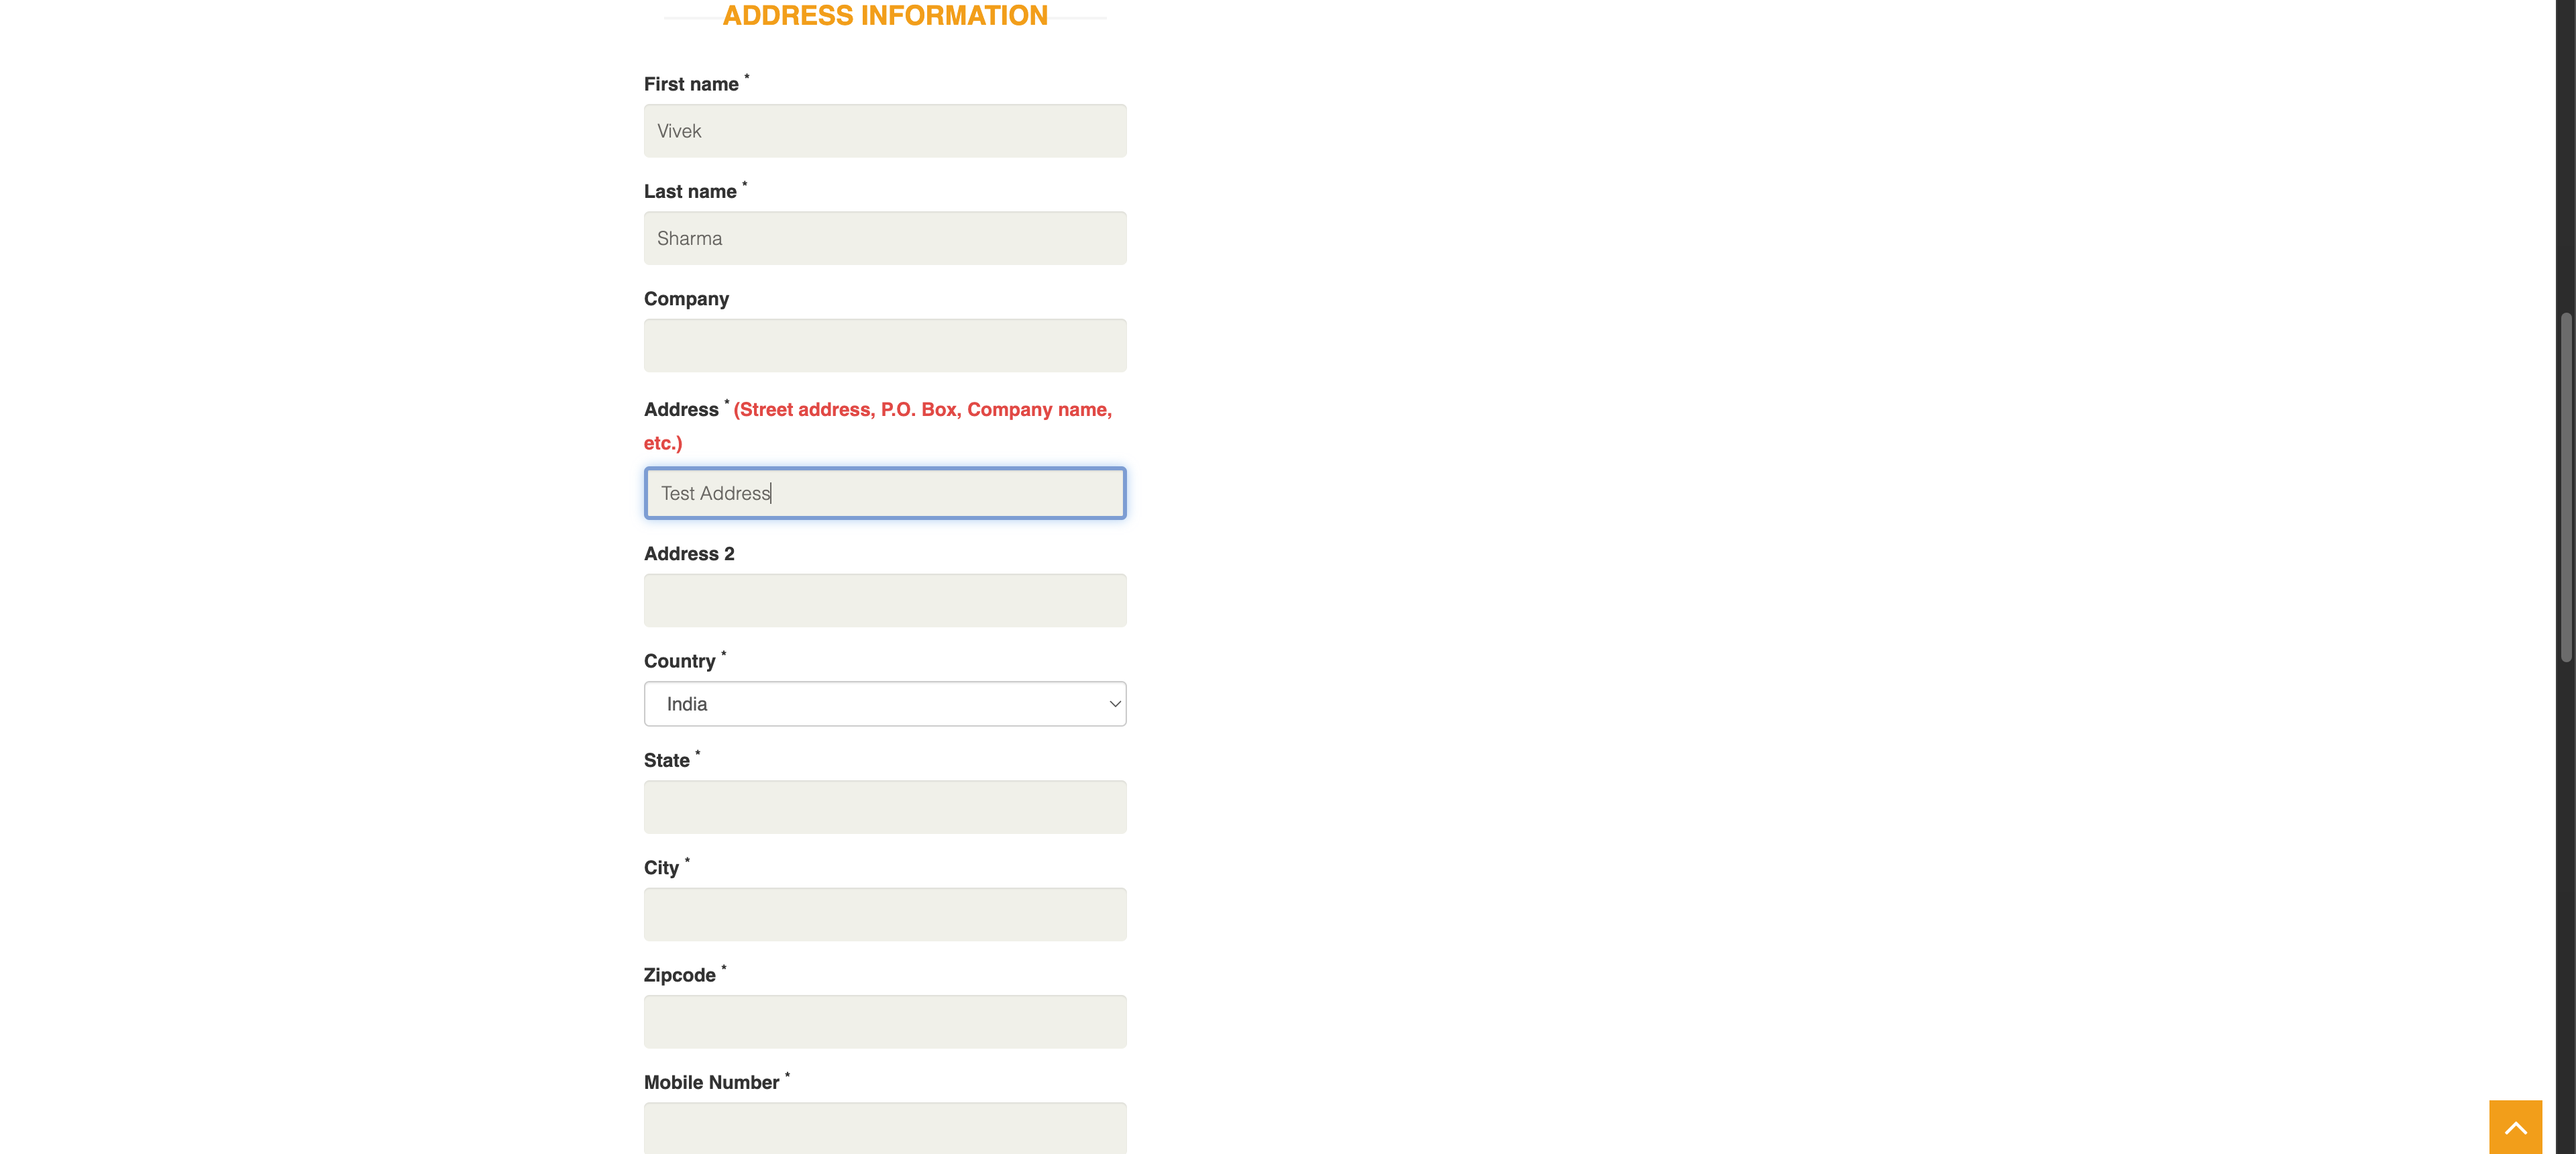 ADDRESS INFORMATION
First name *
Vivek
Last name *
Sharma
Company
Address * (Street address, P.O. Box, Company name,
etc.)
Test Address
Address 2
Country *
India
State *
City *
Zipcode *
Mobile Number *